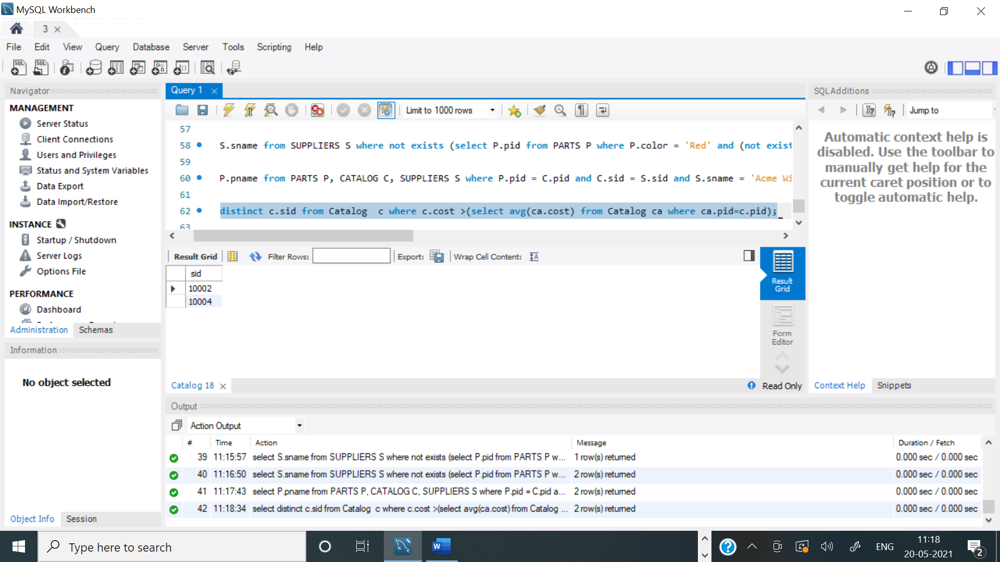 MySQL Workbench
3
File Edit View Query Database Server Tools Scripting Help
Navigator
MANAGEMENT
Server Status
Client Connections
Users and Privileges
Status and System Variables
Data Export
Data Import/Restore
INSTANCE
Startup / Shutdown
Server Logs
Options File
PERFORMANCE
Dashboard
Administration Schemas
Information
No object selected
Object Info Session
Query 1
Limit to 1000 rows
57
58 S.sname from SUPPLIERS S where not exists (select P.pid from PARTS P where P.color = 'Red' and (not exist
59
60 P.pname from PARTS P, CATALOG C, SUPPLIERS S where P.pid = C.pid and C.sid = S.sid and S.sname = 'Acme Wi
61
62 distinct c.sid from Catalog  c where c.cost >(select avg(ca.cost) from Catalog ca where ca.pid=c.pid);
63
Result Grid Filter Rows: Export: Wrap Cell Content:
sid
10002
10004
Result
Grid
Form
Editor
Catalog 18
Read Only
SQLAdditions
Jump to
Automatic context help is
disabled. Use the toolbar to
manually get help for the
current caret position or to
toggle automatic help.
Context Help Snippets
Output
Action Output
# Time Action Message Duration / Fetch
39 11:15:57 select S.sname from SUPPLIERS S where not exists (select P.pid from PARTS P w... 1 row(s) returned 0.000 sec / 0.000 sec
40 11:16:50 select S.sname from SUPPLIERS S where not exists (select P.pid from PARTS P w... 2 row(s) returned 0.000 sec / 0.000 sec
41 11:17:43 select P.pname from PARTS P, CATALOG C, SUPPLIERS S where P.pid = C.pid a... 2 row(s) returned 0.000 sec / 0.000 sec
42 11:18:34 select distinct c.sid from Catalog  c where c.cost >(select avg(ca.cost) from Catalog ... 2 row(s) returned 0.000 sec / 0.000 sec
Type here to search
ENG
11:18
20-05-2021
2